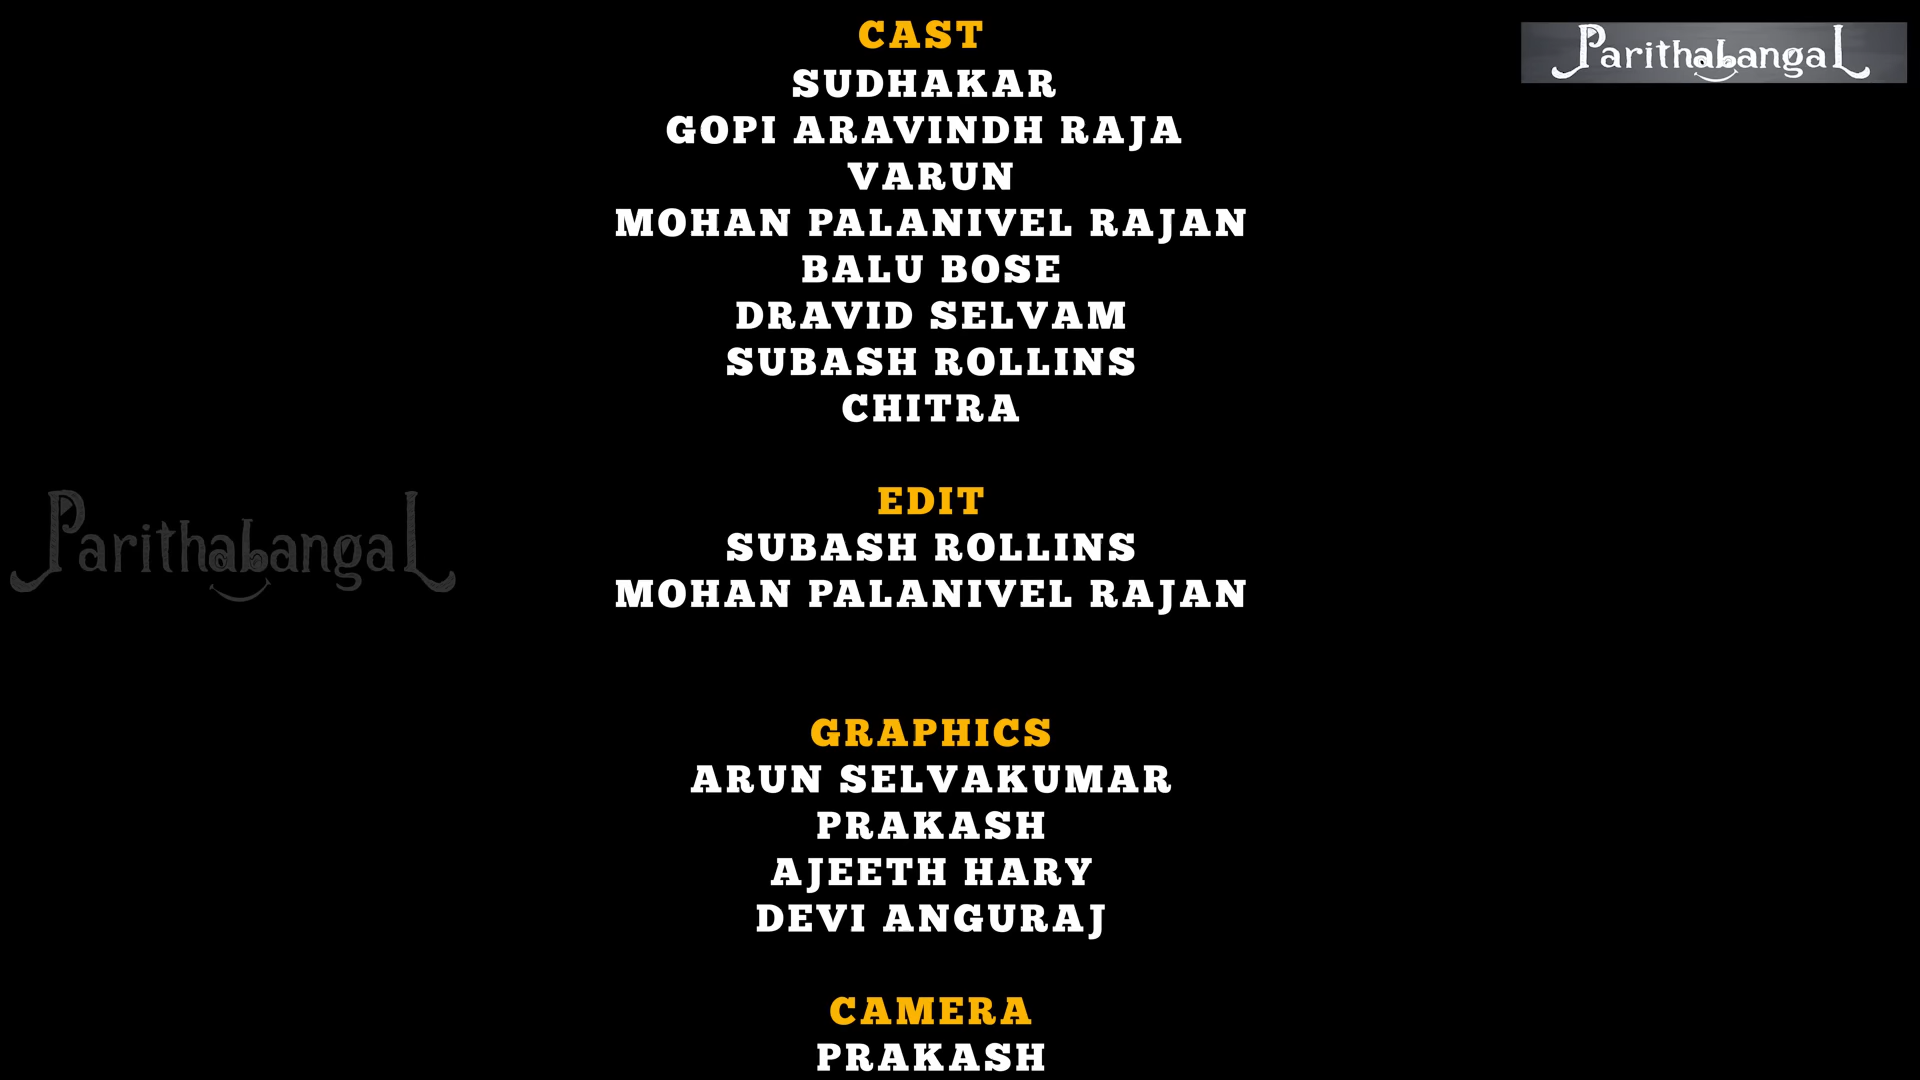 CAST
SUDHAKAR
GOPI ARAVINDH RAJA
VARUN
MOHAN PALANIVEL RAJAN
BALU BOSE
DRAVID SELVAM
SUBASH ROLLINS
CHITRA
EDIT
SUBASH ROLLINS
MOHAN PALANIVEL RAJAN
GRAPHICS
ARUN SELVAKUMAR
PRAKASH
AJEETH HARY
DEVI ANGURAJ
CAMERA
PRAKASH
ParithabangaL
ParithabangaL